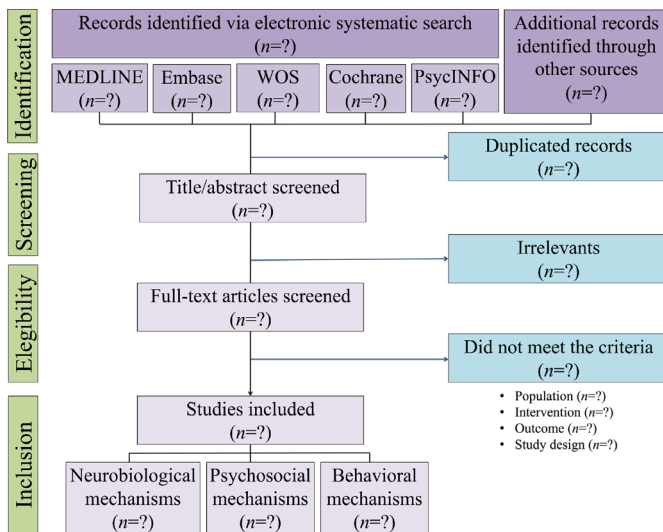 Identification
Records identified via electronic systematic search
(n=?)
Additional records
identified through
other sources
(n=?)
MEDLINE
(n=?)
Embase
(n=?)
WOS
(n=?)
Cochrane
(n=?)
PsycINFO
(n=?)
Screening
Duplicated records
(n=?)
Title/abstract screened
(n=?)
Irrelevants
(n=?)
Elegibility
Full-text articles screened
(n=?)
Did not meet the criteria
(n=?)
• Population (n=?)
• Intervention (n=?)
• Outcome (n=?)
• Study design (n=?)
Inclusion
Studies included
(n=?)
Neurobiological
mechanisms
(n=?)
Psychosocial
mechanisms
(n=?)
Behavioral
mechanisms
(n=?)